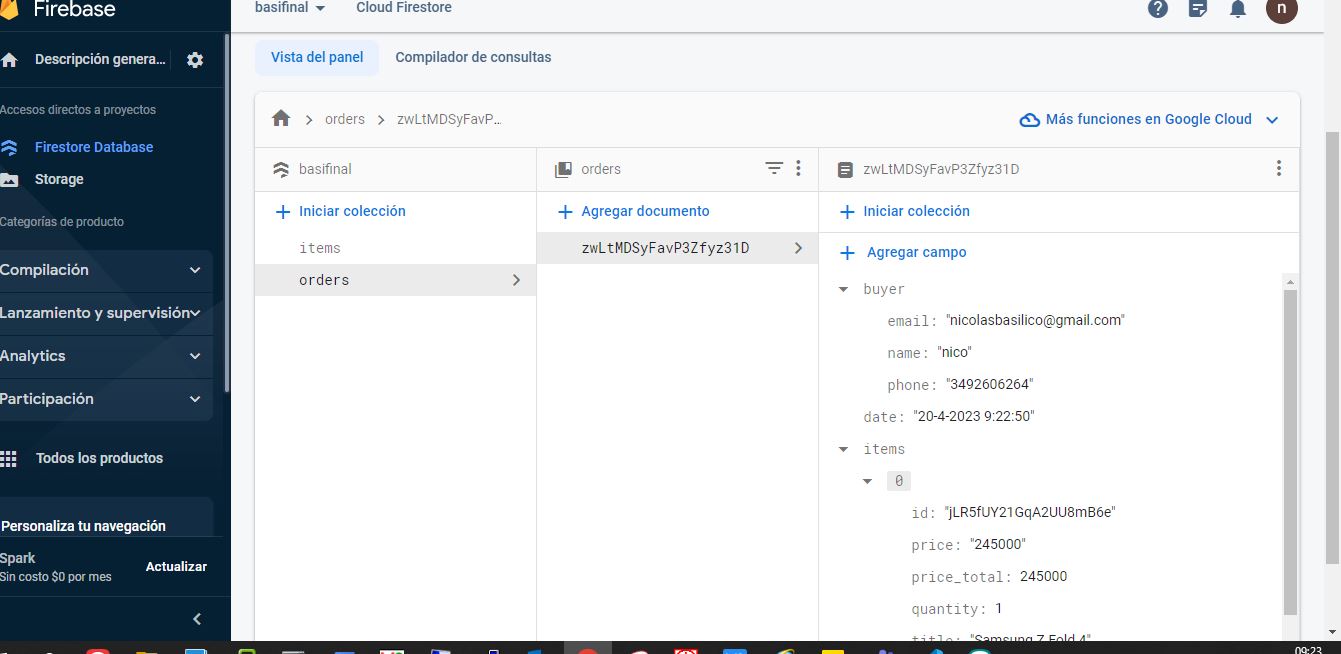 Firebase
basifinal
Cloud Firestore
n
Descripción genera...
Accesos directos a proyectos
Firestore Database
Storage
Categorías de producto
Compilación
Lanzamiento y supervisión
Analytics
Participación
Todos los productos
Personaliza tu navegación
Spark
Sin costo $0 por mes
Actualizar
Vista del panel
Compilador de consultas
orders
zwLtMDSyFavP...
Más funciones en Google Cloud
basifinal
Iniciar colección
items
orders
orders
Agregar documento
zwLtMDSyFavP3Zfyz31D
zwLtMDSyFavP3Zfyz31D
Iniciar colección
Agregar campo
buyer
email: "nicolasbasilico@gmail.com"
name: "nico"
phone: "3492606264"
date: "20-4-2023 9:22:50"
items
0
id: "jLR5fUY21GqA2UU8mB6e"
price: "245000"
price_total: 245000
quantity: 1
title: "Samsung Z Fold 4"
09:23